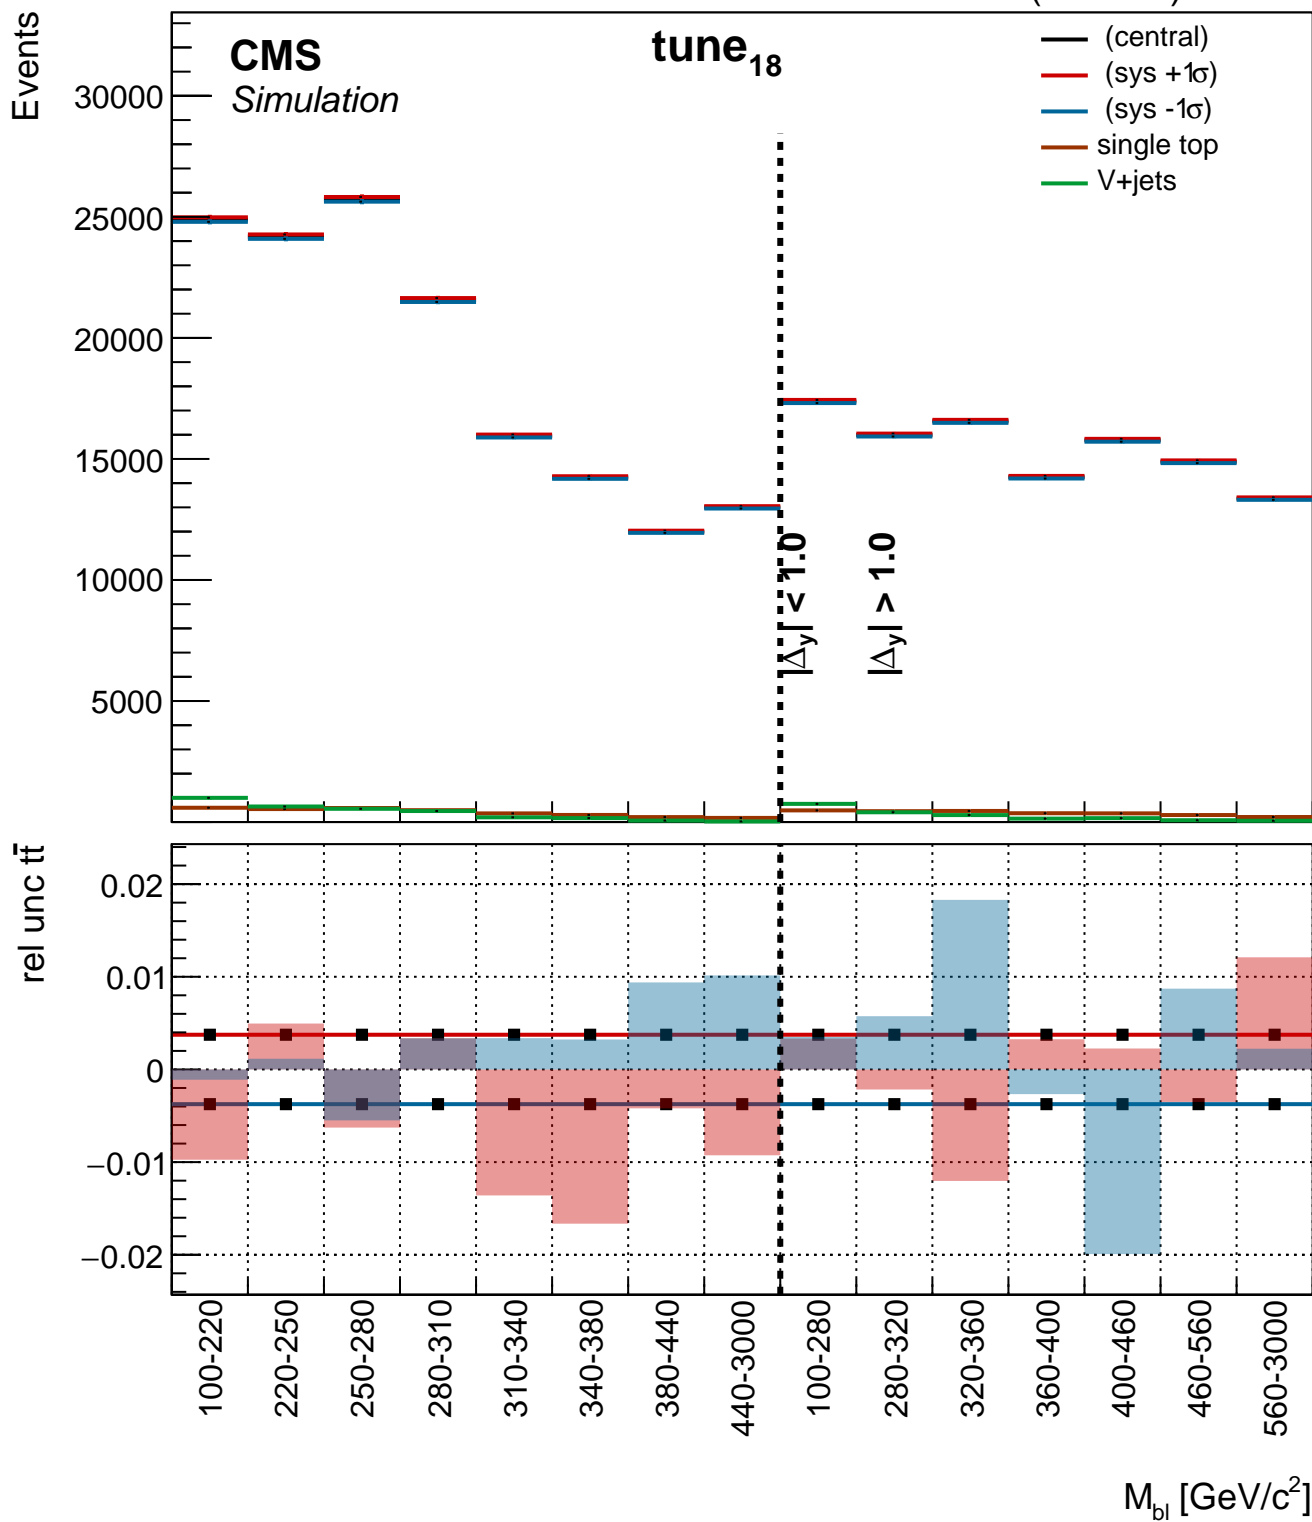 Events
CMS
Simulation
tune18
(central)
(sys +1σ)
(sys -1σ)
single top
V+jets
30000
25000
20000
15000
10000
5000
|Δy| < 1.0
|Δy| > 1.0
rel unc tt̄
0.02
0.01
0
−0.01
−0.02
100-220
220-250
250-280
280-310
310-340
340-380
380-440
440-3000
100-280
280-320
320-360
360-400
400-460
460-560
560-3000
Mbl [GeV/c²]